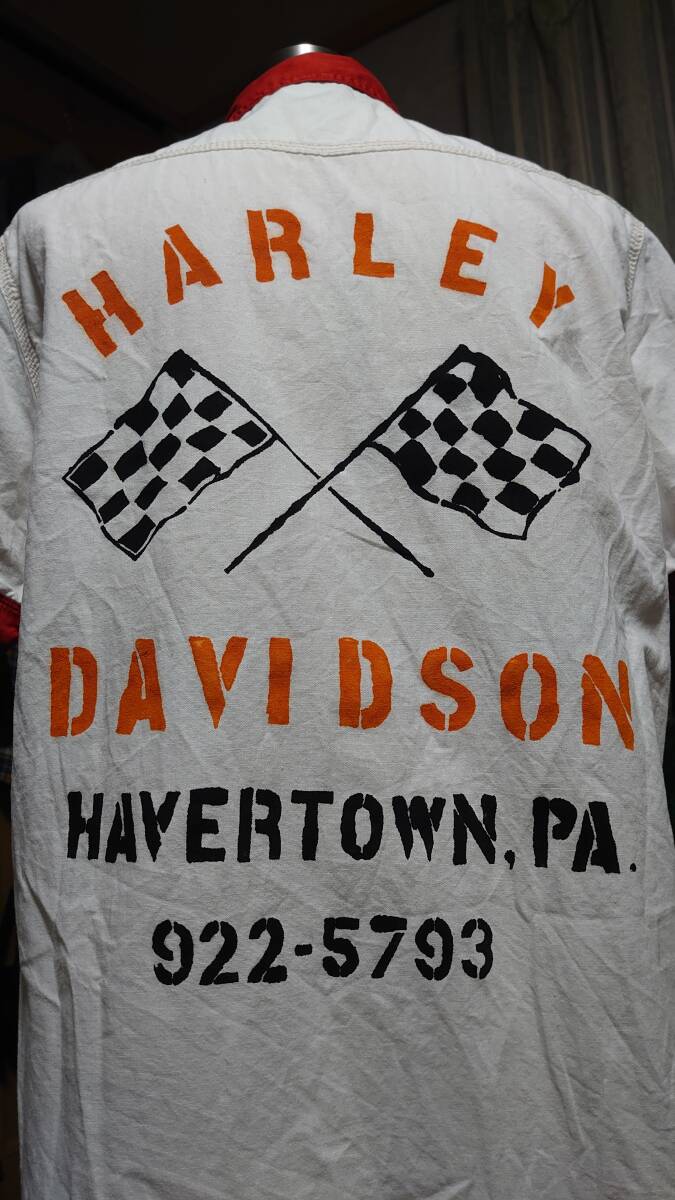 HARLEY
DAVIDSON
HAVERTOWN, PA.
922-5793